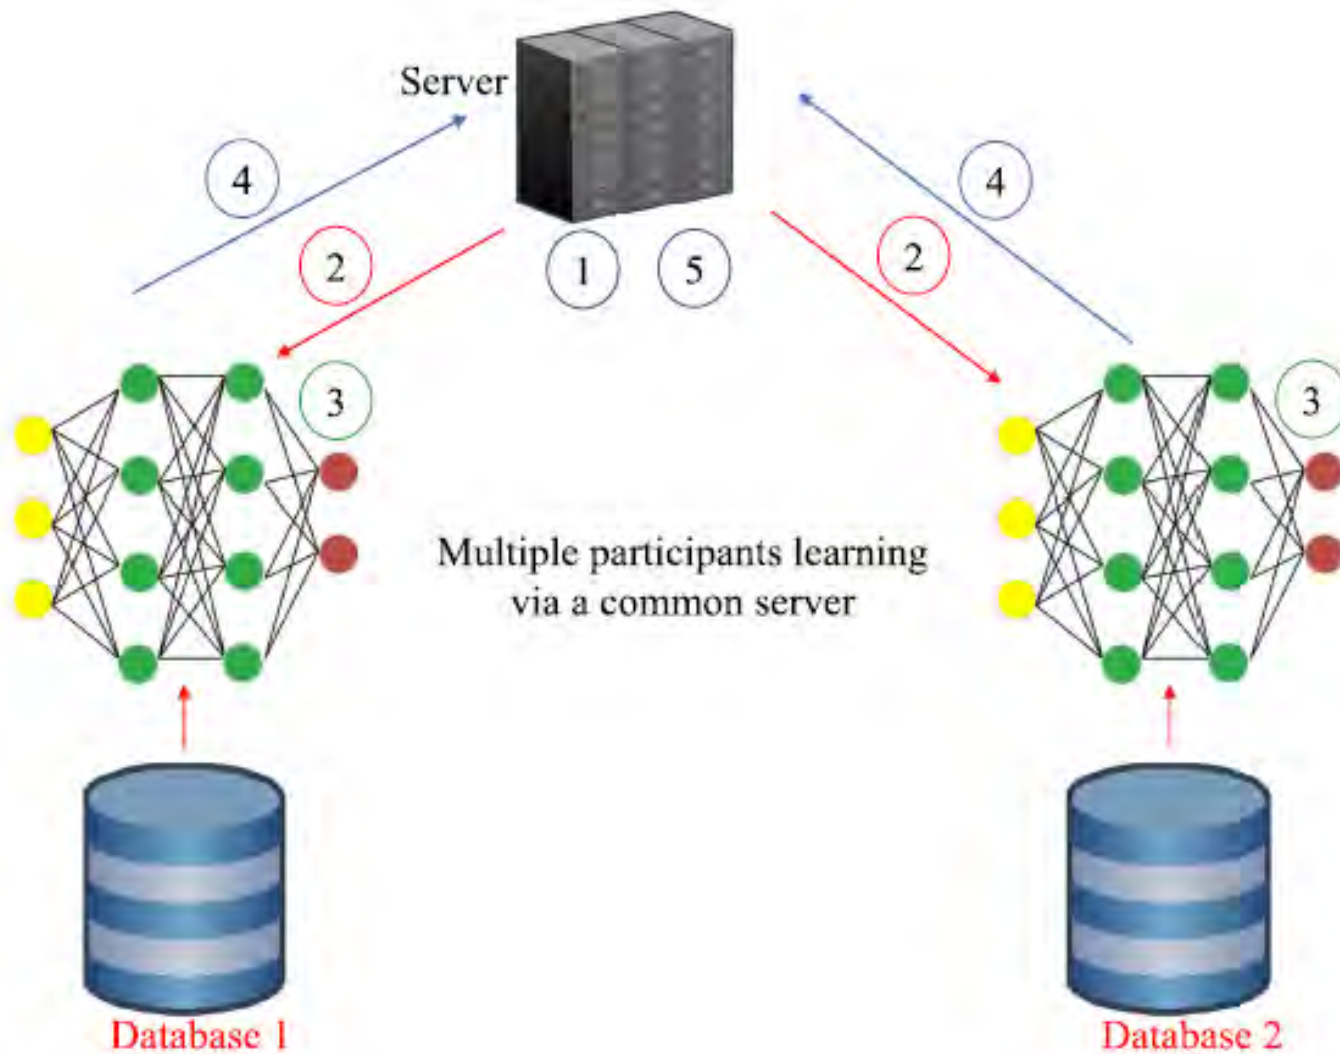 Server
4
4
2
2
1
5
3
3
Multiple participants learning
via a common server
Database 1
Database 2